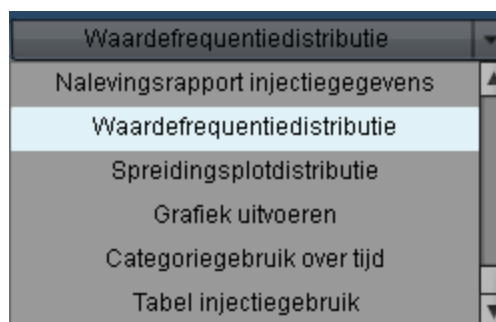 Waardefrequentiedistributie
Nalevingsrapport injectiegegevens
Waardefrequentiedistributie
Spreidingsplotdistributie
Grafiek uitvoeren
Categoriegebruik over tijd
Tabel injectiegebruik